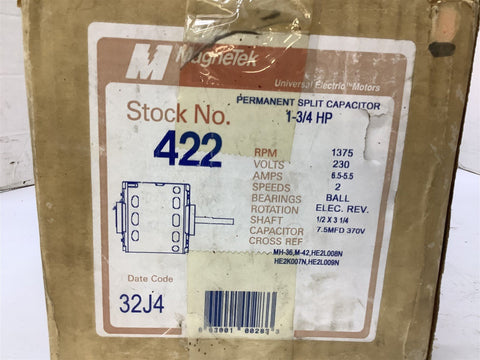 M MagneTek
Universal Electric Motors
Stock No.
422
PERMANENT SPLIT CAPACITOR
1-3/4 HP
RPM 1375
VOLTS 230
AMPS 6.5-5.5
SPEEDS 2
BEARINGS BALL
ROTATION ELEC. REV.
SHAFT 1/2 X 3 1/4
CAPACITOR 7.5MFD 370V
CROSS REF
MH-36,M-42,HE2L008N
HE2K007N,HE2L009N
Date Code
32J4